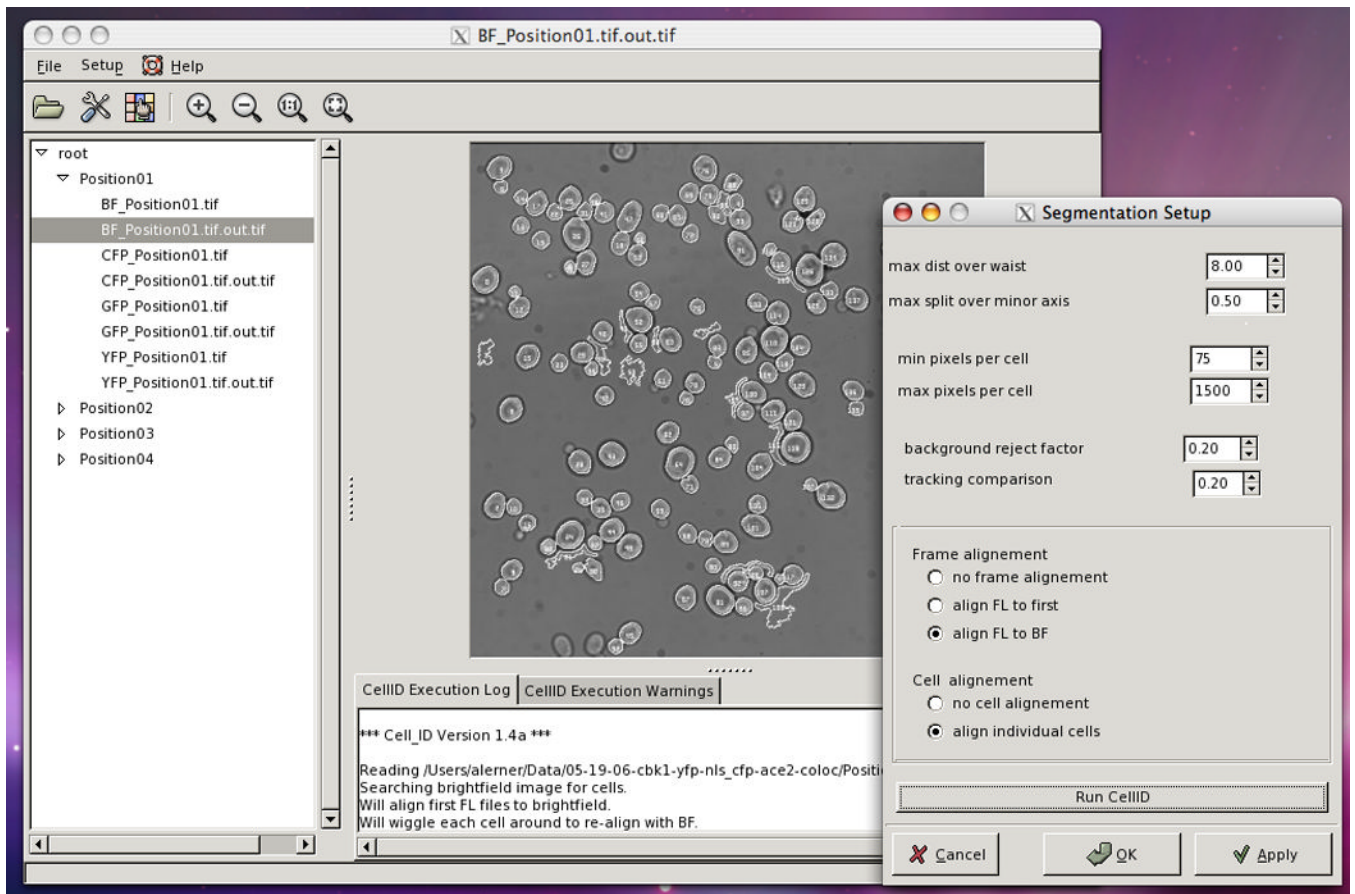 BF_Position01.tif.out.tif
File Setup Help
1:1
root
Position01
BF_Position01.tif
BF_Position01.tif.out.tif
CFP_Position01.tif
CFP_Position01.tif.out.tif
GFP_Position01.tif
GFP_Position01.tif.out.tif
YFP_Position01.tif
YFP_Position01.tif.out.tif
Position02
Position03
Position04
CellID Execution Log CellID Execution Warnings
*** Cell_ID Version 1.4a ***
Reading /Users/alerner/Data/05-19-06-cbk1-yfp-nls_cfp-ace2-coloc/Positi
Searching brightfield image for cells.
Will align first FL files to brightfield.
Will wiggle each cell around to re-align with BF.
Segmentation Setup
max dist over waist 8.00
max split over minor axis 0.50
min pixels per cell 75
max pixels per cell 1500
background reject factor 0.20
tracking comparison 0.20
Frame alignement
no frame alignement
align FL to first
align FL to BF
Cell alignement
no cell alignement
align individual cells
Run CellID
Cancel OK Apply